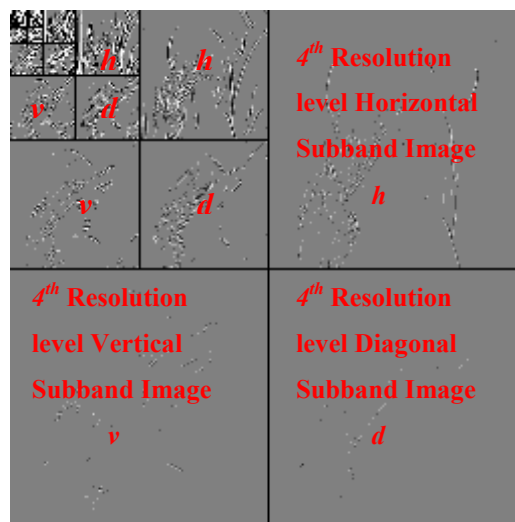 h
h
v
d
v
d
4th Resolution
level Horizontal
Subband Image
h
4th Resolution
level Vertical
Subband Image
v
4th Resolution
level Diagonal
Subband Image
d